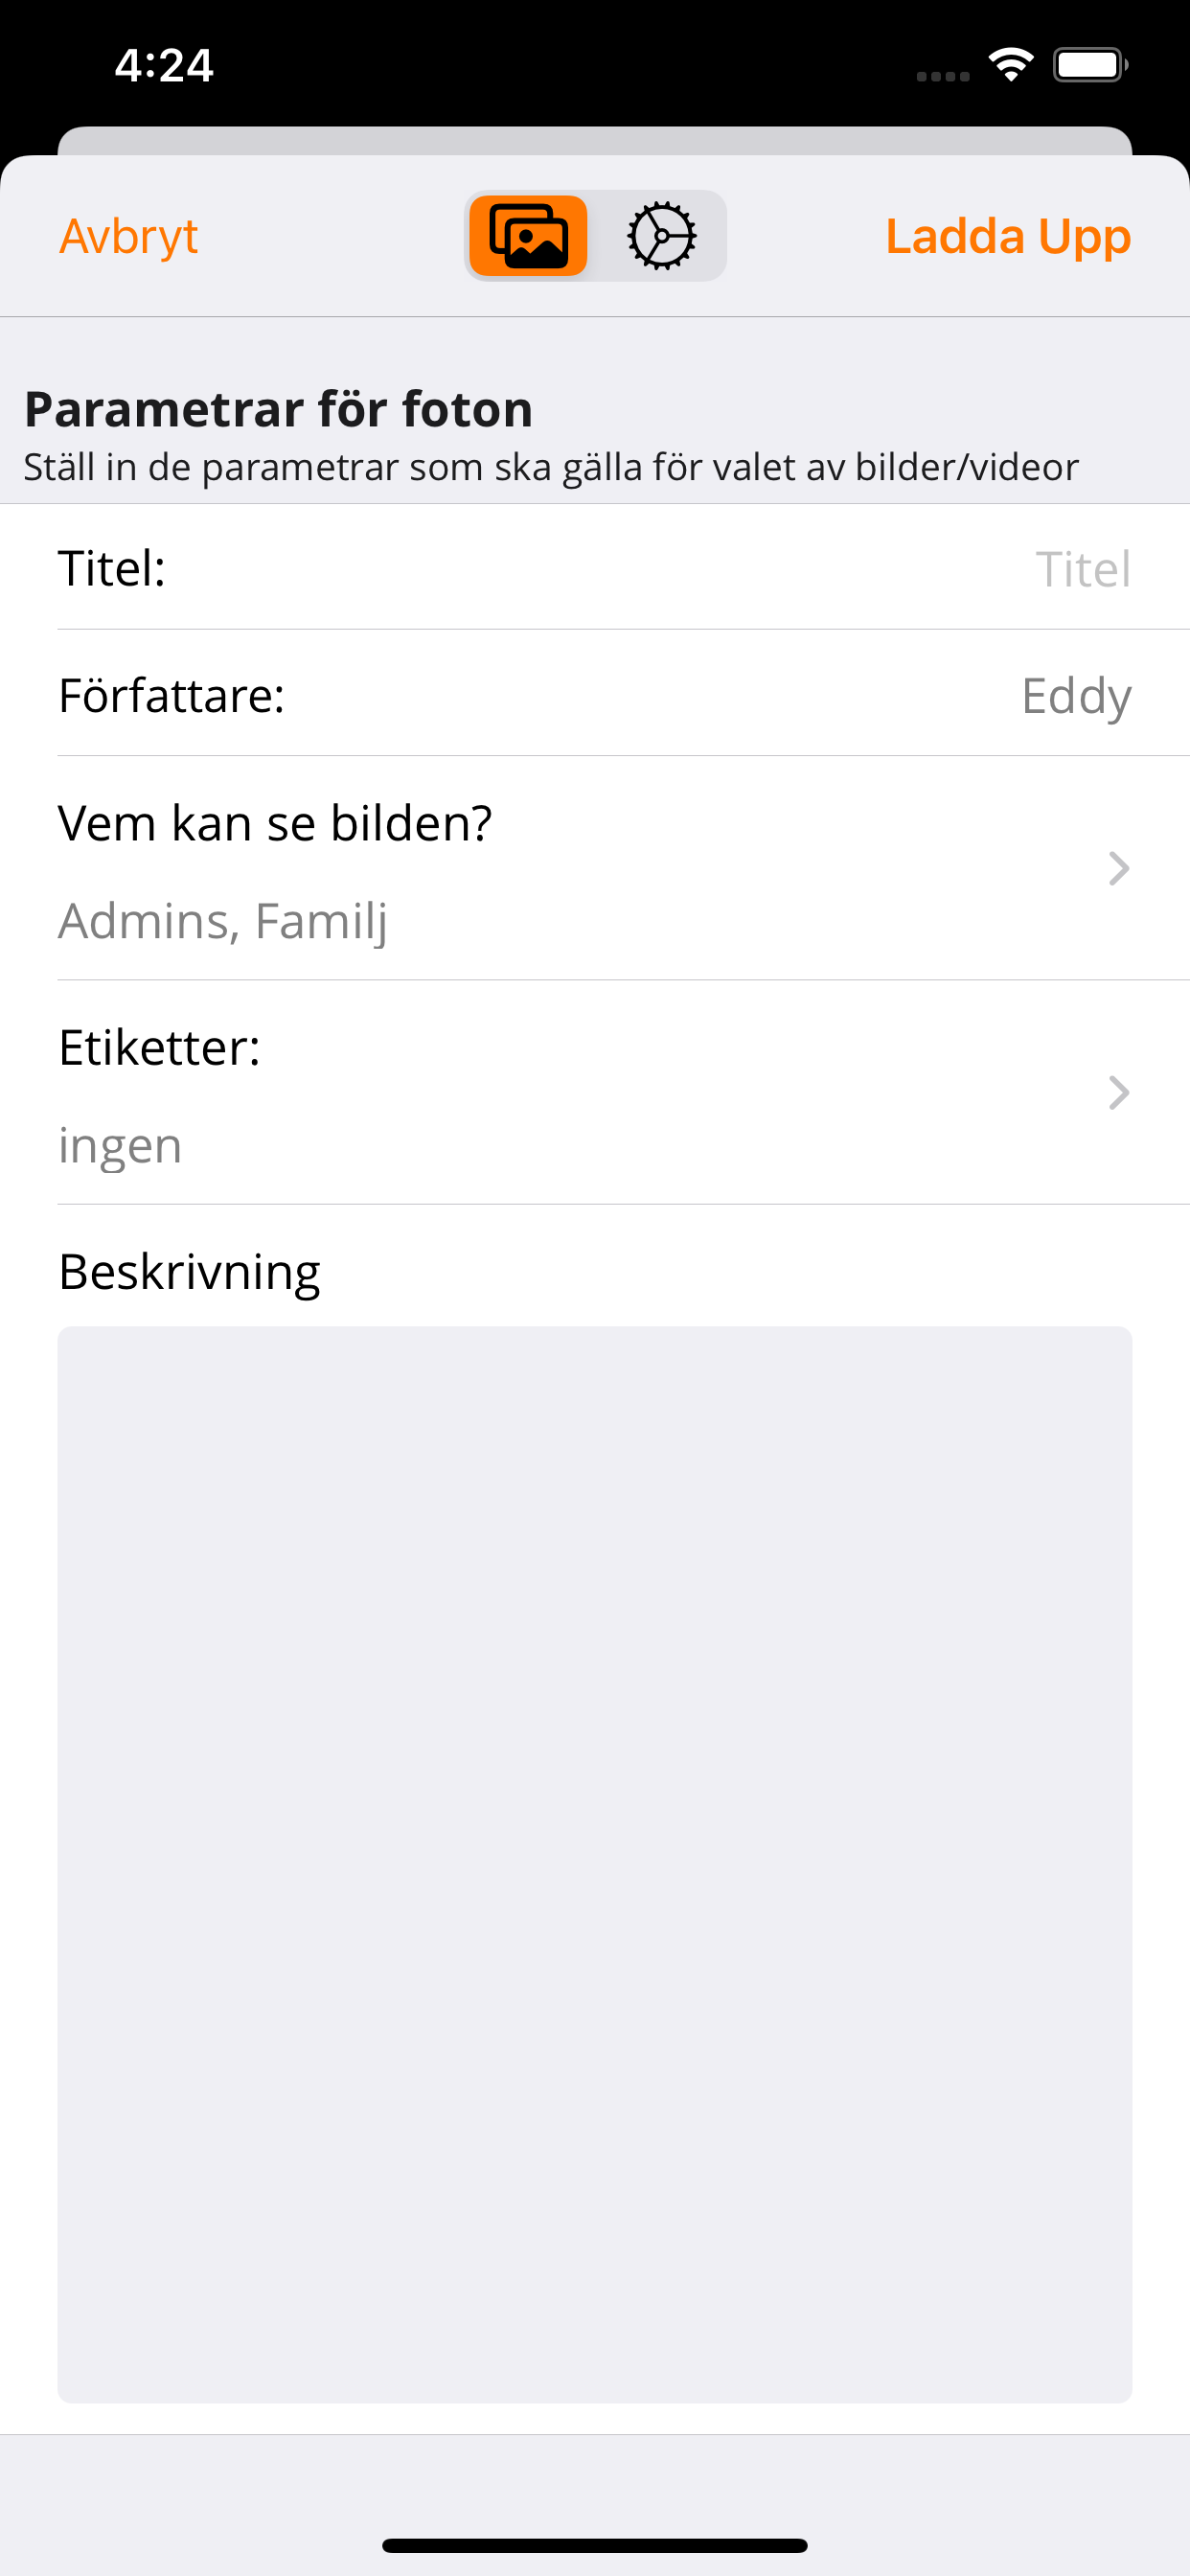 4:24
Avbryt
Ladda Upp
Parametrar för foton
Ställ in de parametrar som ska gälla för valet av bilder/videor
Titel:
Titel
Författare:
Eddy
Vem kan se bilden?
Admins, Familj
Etiketter:
ingen
Beskrivning